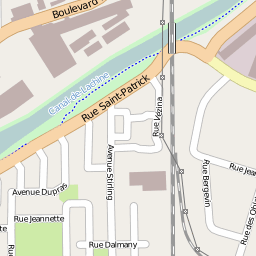 Boulevard
Canal de Lachine
Rue Saint-Patrick
Rue Vézina
Avenue Stirling
Rue Bergevin
Rue Jea
Avenue Dupras
Rue Jeannette
Rue Dalmany
Rue des O